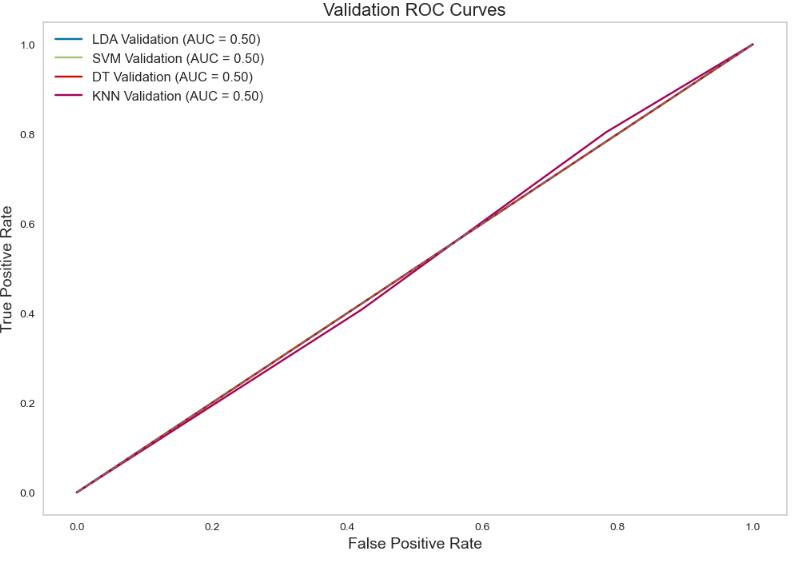 Validation ROC Curves
LDA Validation (AUC = 0.50)
SVM Validation (AUC = 0.50)
DT Validation (AUC = 0.50)
KNN Validation (AUC = 0.50)
True Positive Rate
1.0
0.8
0.6
0.4
0.2
0.0
0.0 0.2 0.4 0.6 0.8 1.0
False Positive Rate